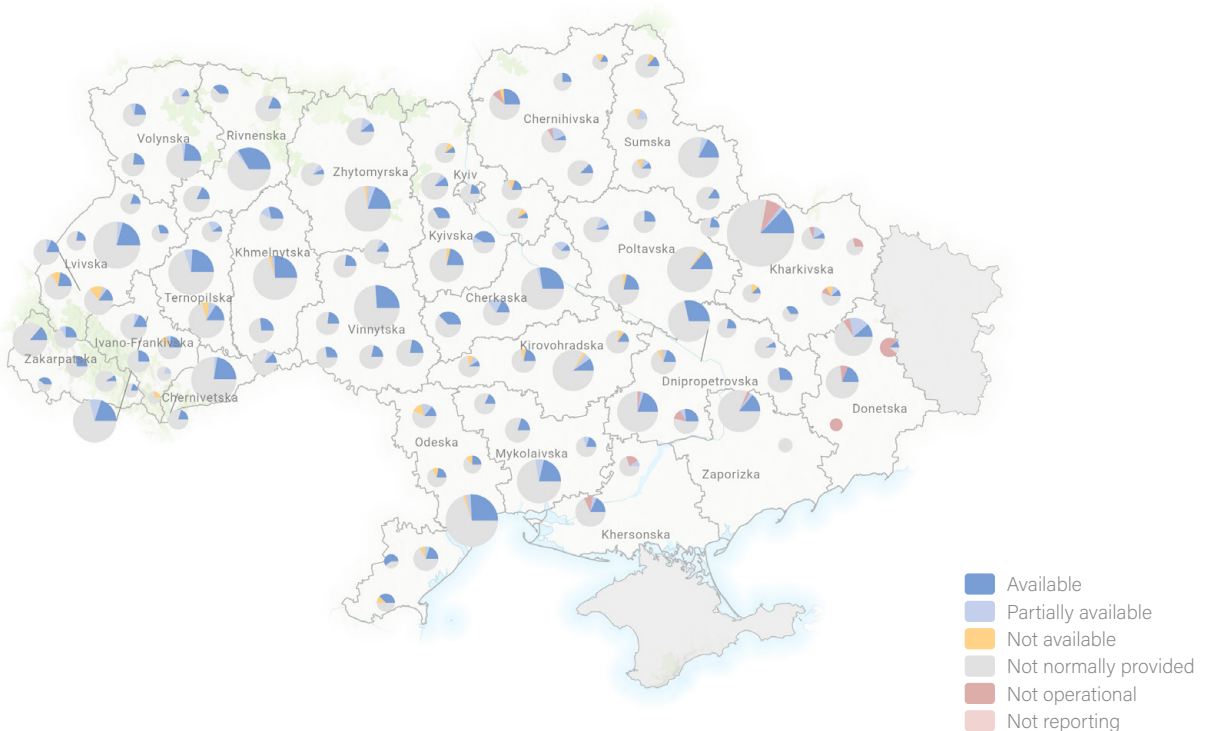 Chernihivska
Volynska
Rivnenska
Sumska
Zhytomyrska
Kyiv
Kyivska
Poltavska
Lvivska
Khmelnytska
Kharkivska
Ternopilska
Cherkaska
Vinnytska
Ivano-Frankivska
Kirovohradska
Zakarpatska
Dnipropetrovska
Chernivetska
Donetska
Odeska
Mykolaivska
Zaporizka
Khersonska
Available
Partially available
Not available
Not normally provided
Not operational
Not reporting